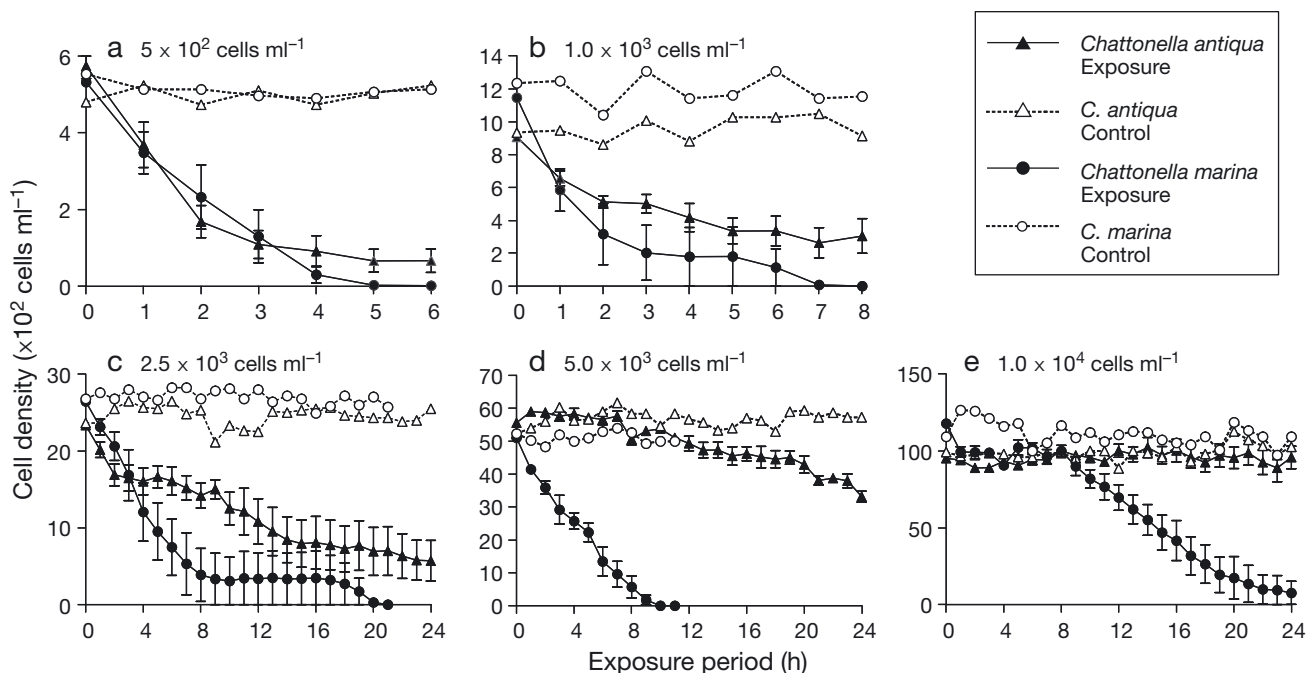 a 5 × 10² cells ml⁻¹
b 1.0 × 10³ cells ml⁻¹
Chattonella antiqua
Exposure
C. antiqua
Control
Chattonella marina
Exposure
C. marina
Control
6
4
2
0
0 1 2 3 4 5 6
14
12
10
8
6
4
2
0
0 1 2 3 4 5 6 7 8
Cell density (×10² cells ml⁻¹)
c 2.5 × 10³ cells ml⁻¹
30
20
10
0
0 4 8 12 16 20 24
d 5.0 × 10³ cells ml⁻¹
70
60
50
40
30
20
10
0
0 4 8 12 16 20 24
e 1.0 × 10⁴ cells ml⁻¹
150
100
50
0
0 4 8 12 16 20 24
Exposure period (h)